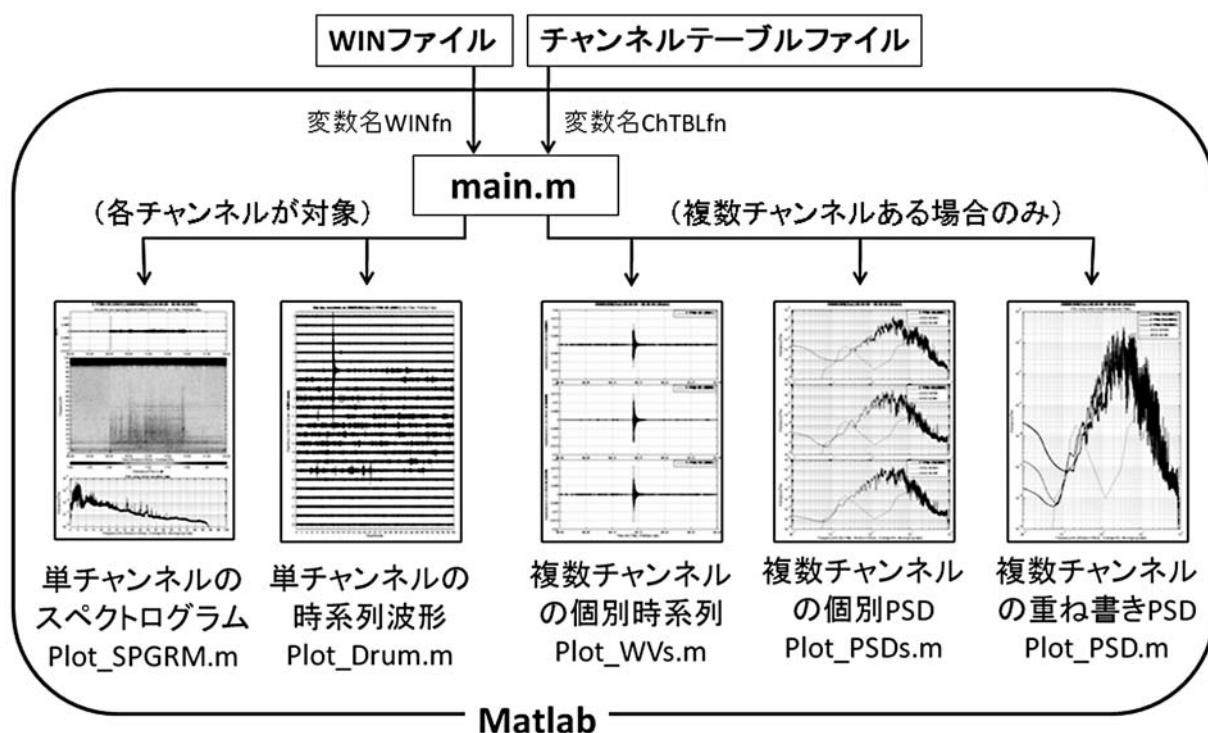 WINファイル
チャンネルテーブルファイル
変数名WINfn
変数名ChTBLfn
main.m
(各チャンネルが対象)
(複数チャンネルある場合のみ)
単チャンネルの
スペクトログラム
Plot_SPGRM.m
単チャンネルの
時系列波形
Plot_Drum.m
複数チャンネル
の個別時系列
Plot_WVs.m
複数チャンネル
の個別PSD
Plot_PSDs.m
複数チャンネル
の重ね書きPSD
Plot_PSD.m
Matlab